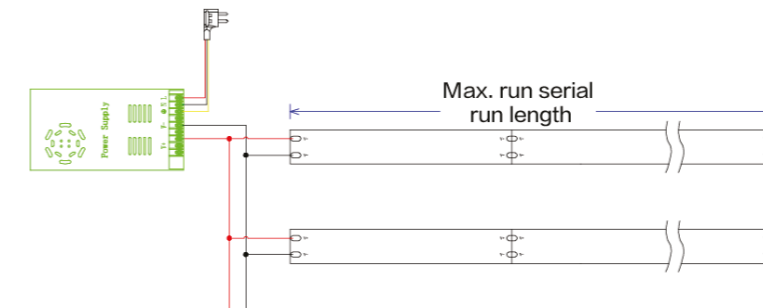 Max. run serial
run length
Power Supply
L
N
V-
V+